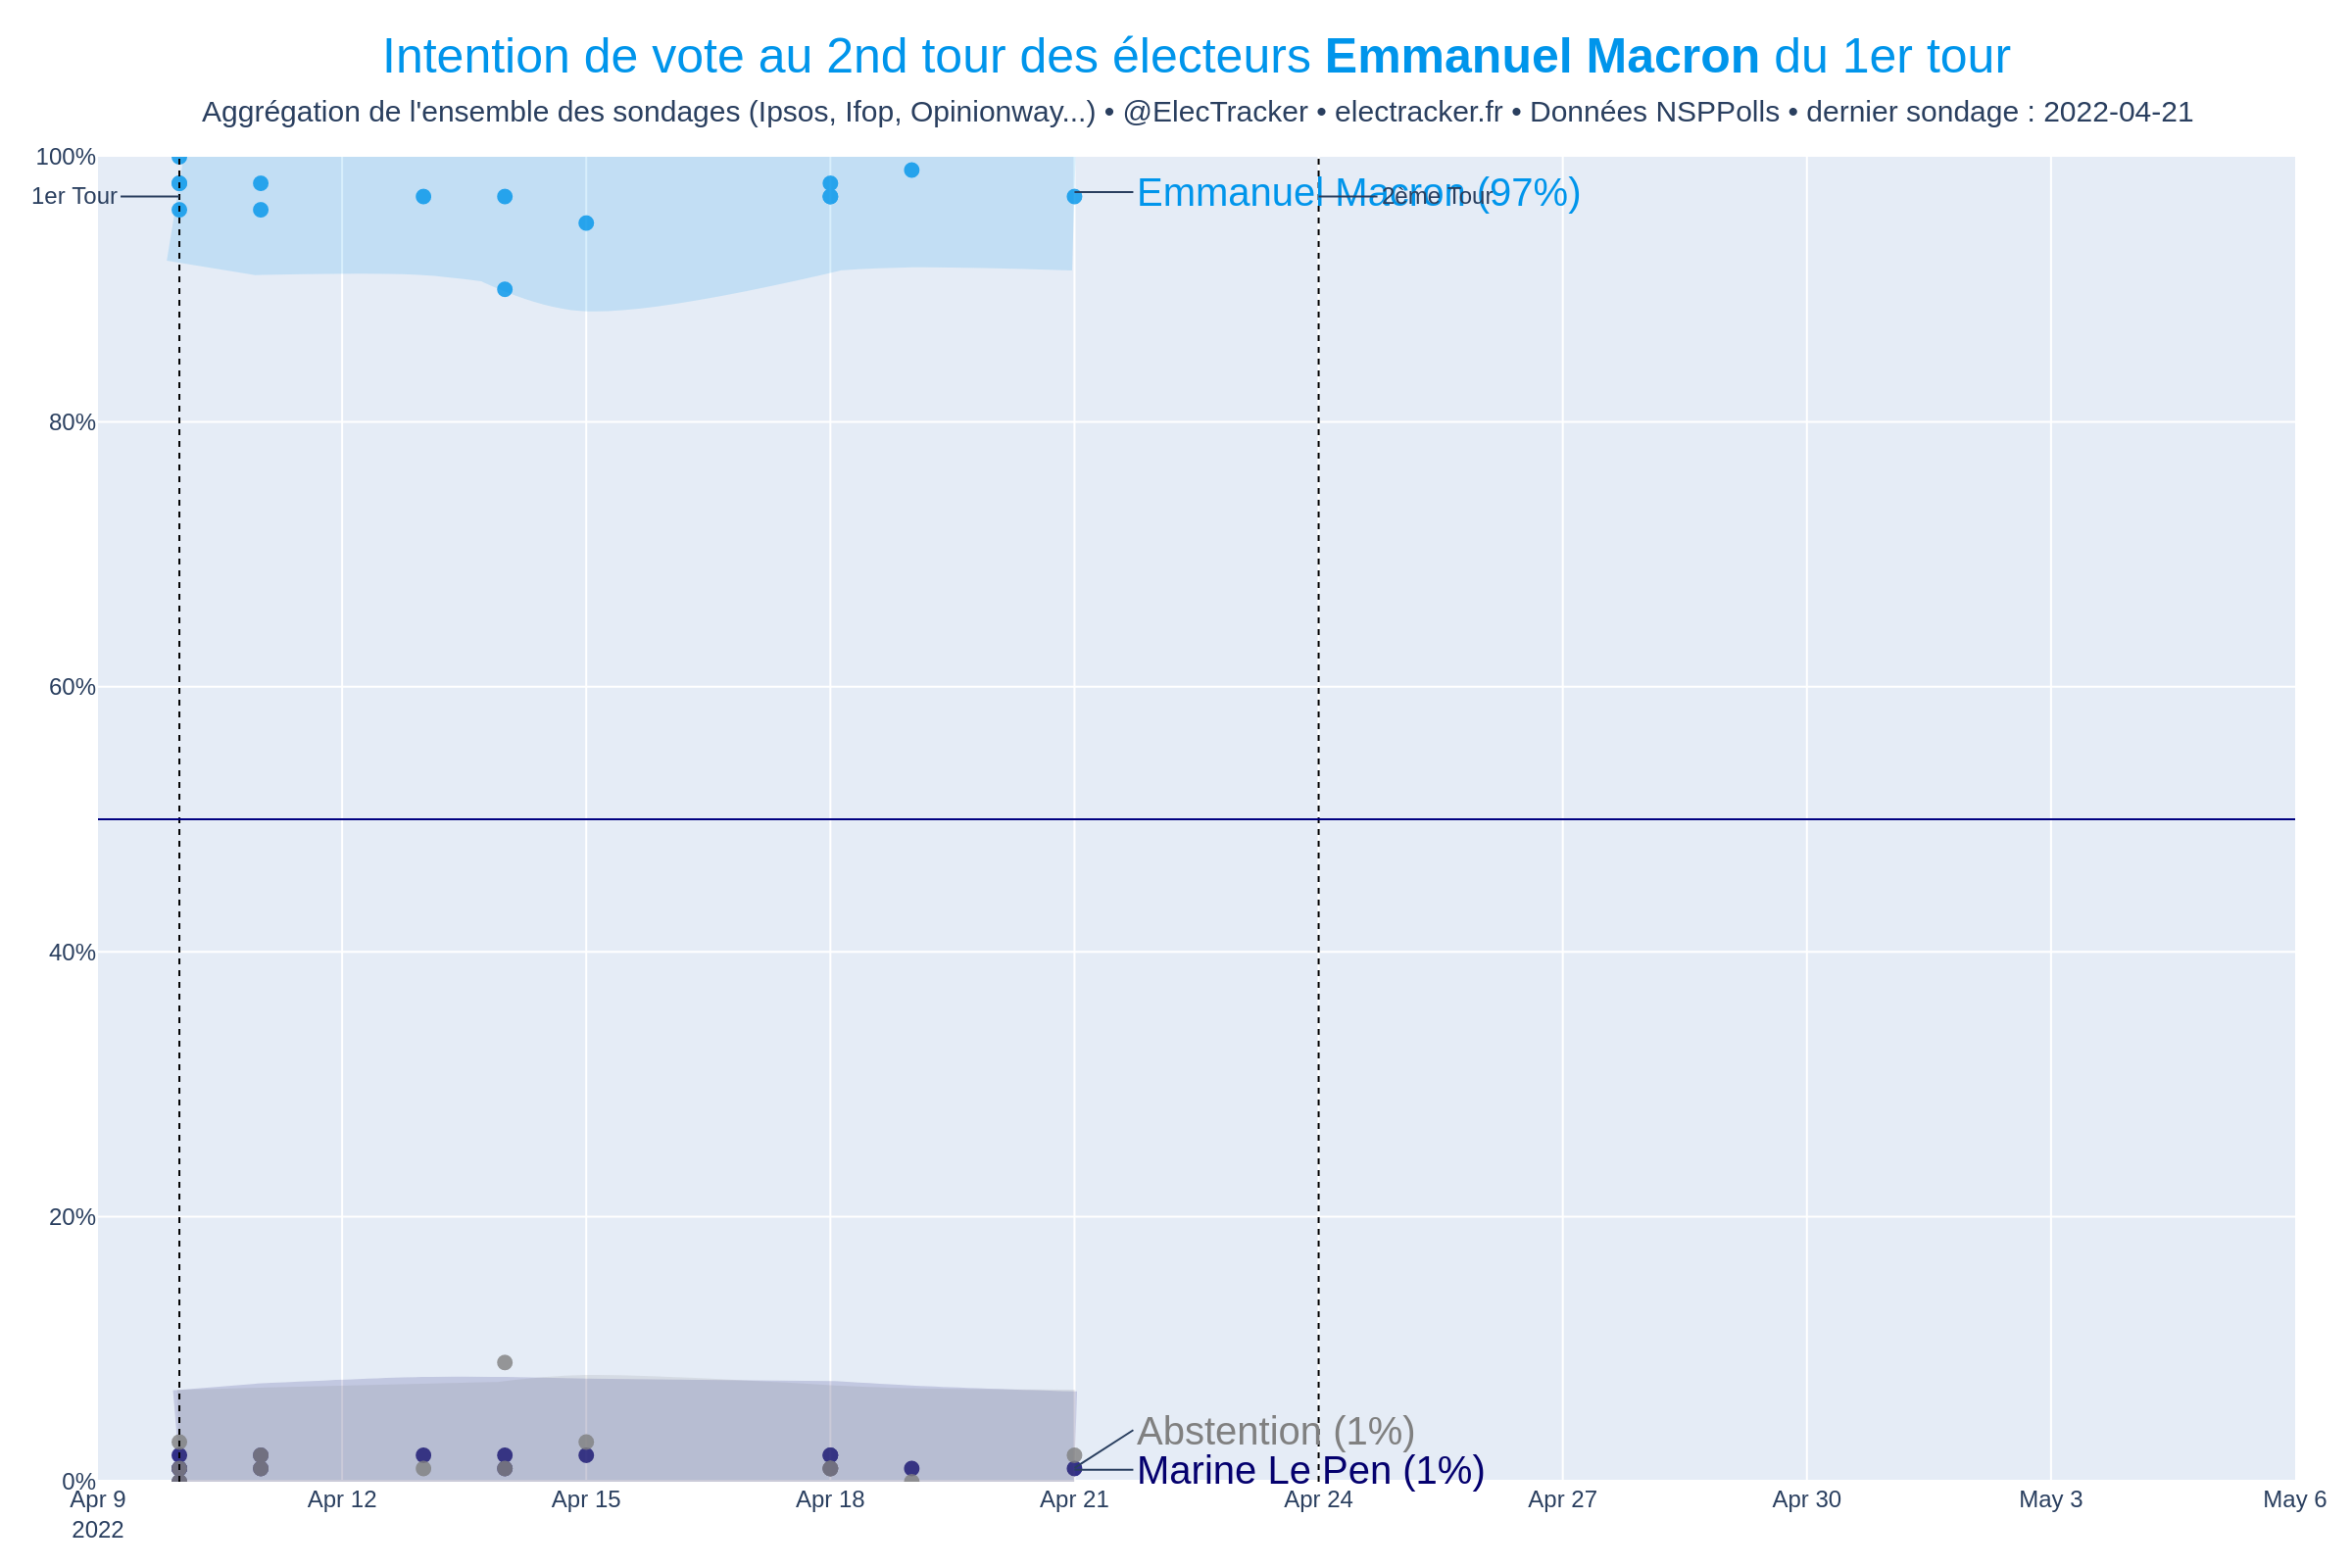 Intention de vote au 2nd tour des électeurs Emmanuel Macron du 1er tour
Aggrégation de l'ensemble des sondages (Ipsos, Ifop, Opinionway...) • @ElecTracker • electracker.fr • Données NSPPolls • dernier sondage : 2022-04-21
100%
1er Tour
Emmanuel Macron (97%)
2ème Tour
80%
60%
40%
20%
Abstention (1%)
Marine Le Pen (1%)
0%
Apr 9 Apr 12 Apr 15 Apr 18 Apr 21 Apr 24 Apr 27 Apr 30 May 3 May 6
2022